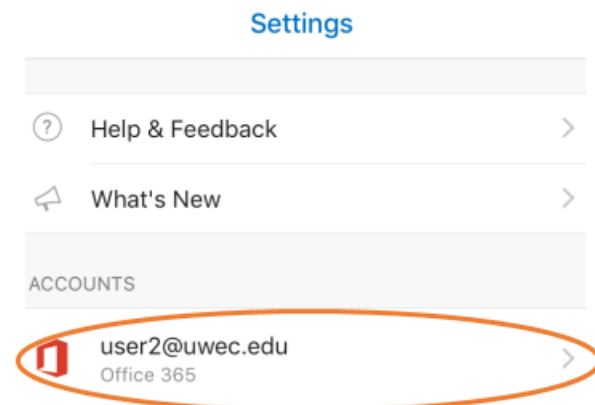 Settings
? Help & Feedback
What's New
ACCOUNTS
user2@uwec.edu
Office 365